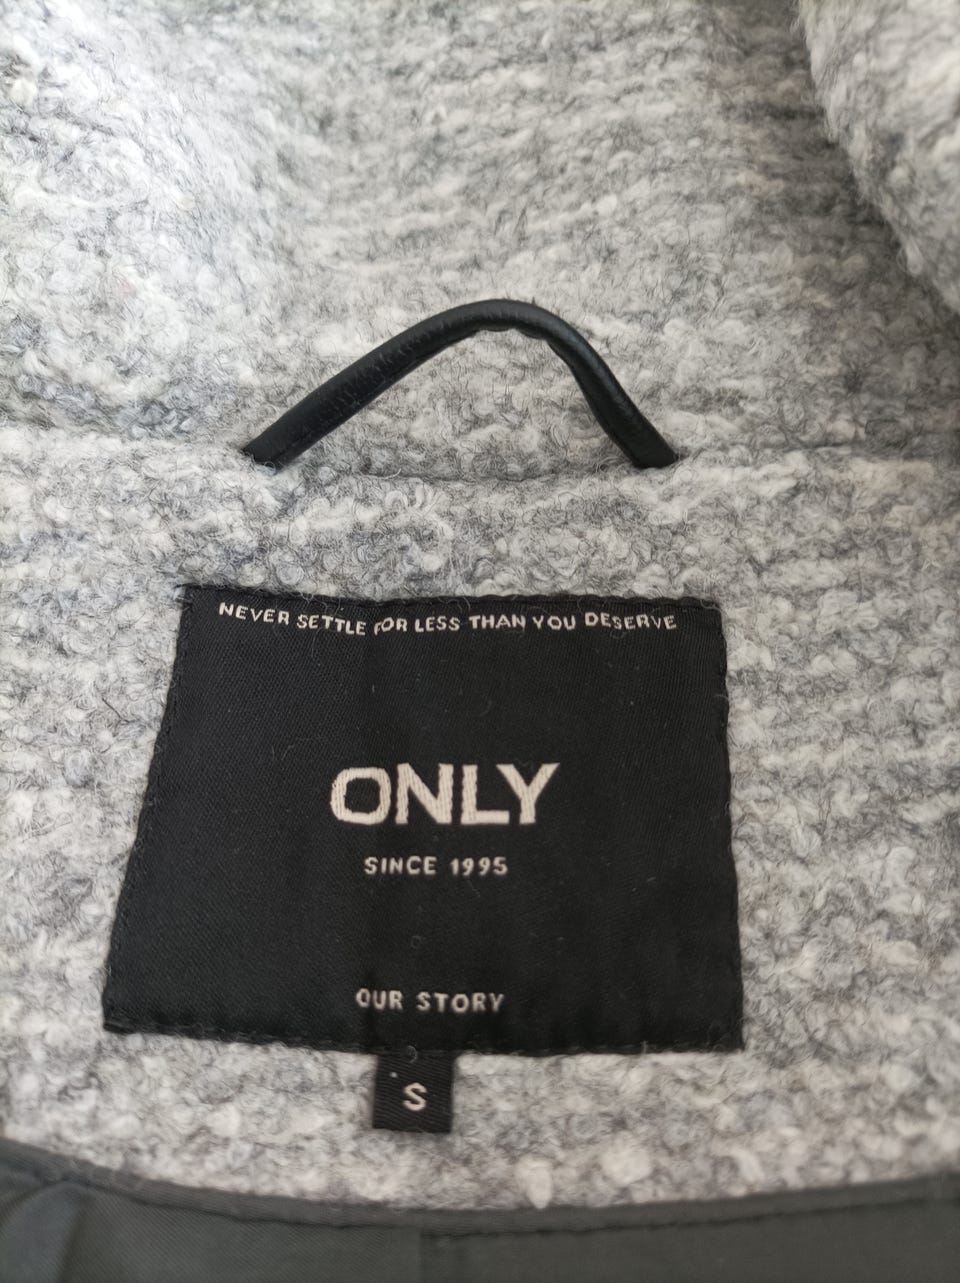 NEVER SETTLE FOR LESS THAN YOU DESERVE
ONLY
SINCE 1995
OUR STORY
S